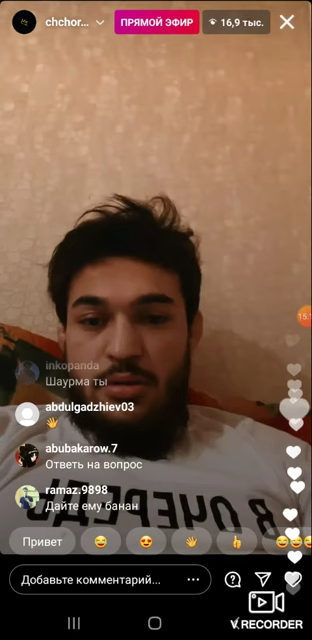 chchor...
ПРЯМОЙ ЭФИР
16,9 тыс.
inkopanda
Шаурма ты
abdulgadzhiev03
👋
abubakarow.7
Ответь на вопрос
ramaz.9898
Дайте ему банан
В ОЧЕРЕДЬ
Привет
😂 😍 👋 👍 😂😂
Добавьте комментарий...
RECORDER